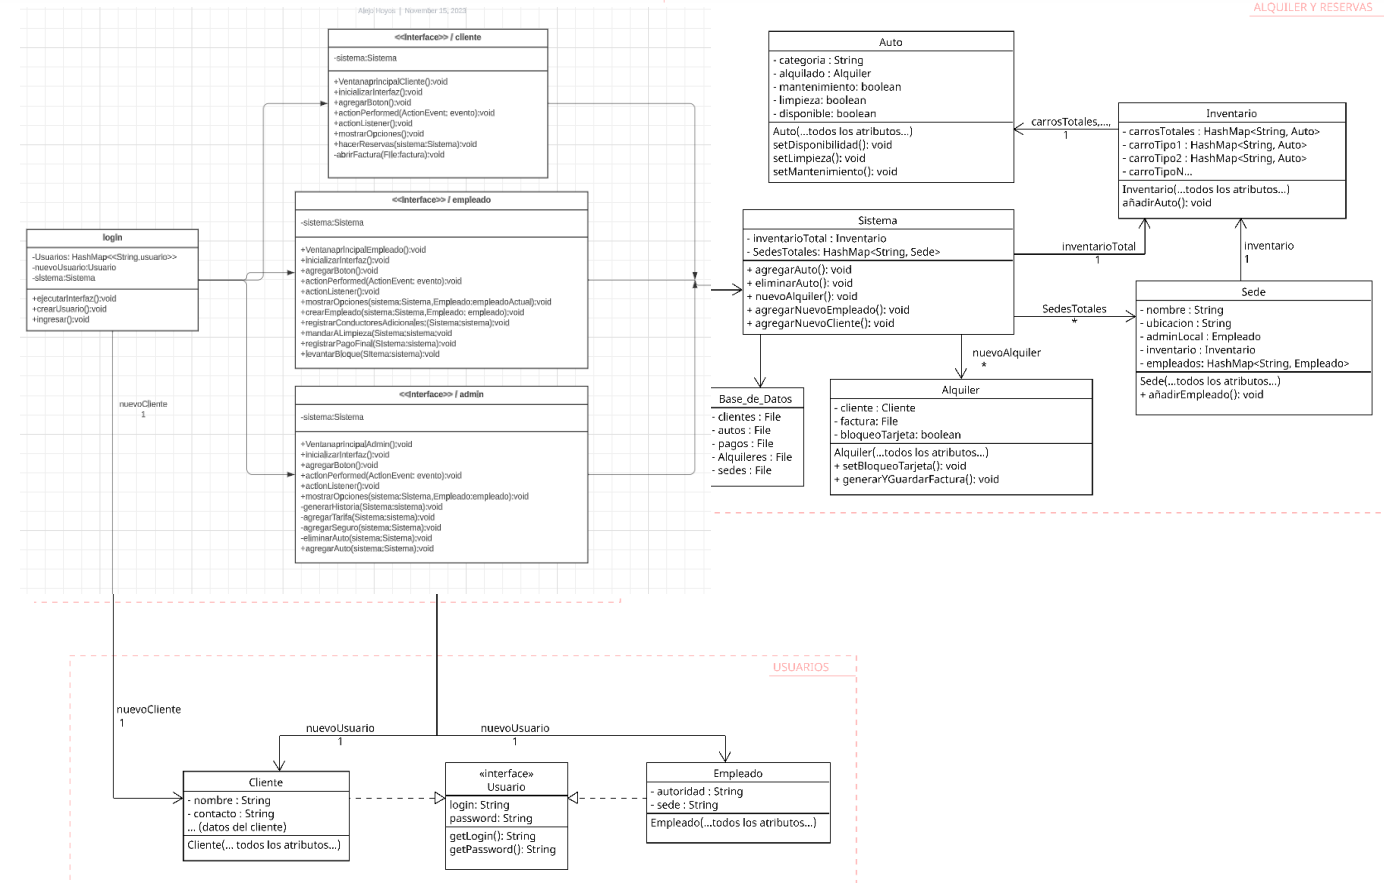 Alejo Hoyos | November 15, 2023
ALQUILER Y RESERVAS
<<Interface>> / cliente
-sistema:Sistema
+VentanaprincipalCliente():void
+inicializarInterfaz():void
+agregarBoton():void
+actionPerformed(ActionEvent: evento):void
+actionListener():void
+mostrarOpciones():void
+hacerReservas(sistema:Sistema):void
-abrirFactura(File:factura):void
<<Interface>> / empleado
-sistema:Sistema
+VentanaprincipalEmpleado():void
+inicializarInterfaz():void
+agregarBoton():void
+actionPerformed(ActionEvent: evento):void
+actionListener():void
+mostrarOpciones(sistema:Sistema,Empleado:empleadoActual):void
+crearEmpleado(sistema:Sistema,Empleado: empleado):void
+registrarConductoresAdicionales:(Sistema:sistema):void
+mandarALimpieza(Sistema:sistema):void
+registrarPagoFinal(Sistema:sistema):void
+levantarBloque(Sitema:sistema):void
login
-Usuarios: HashMap<<String,usuario>>
-nuevoUsuario:Usuario
-sistema:Sistema
+ejecutarInterfaz():void
+crearUsuario():void
+ingresar():void
<<Interface>> / admin
-sistema:Sistema
+VentanaprincipalAdmin():void
+inicializarInterfaz():void
+agregarBoton():void
+actionPerformed(ActionEvent: evento):void
+actionListener():void
+mostrarOpciones(sistema:Sistema,Empleado:empleado):void
-generarHistoria(Sistema:sistema):void
-agregarTarifa(Sistema:sistema):void
-agregarSeguro(sistema:Sistema):void
-eliminarAuto(sistema:Sistema):void
+agregarAuto(sistema:Sistema):void
nuevoCliente
1
Auto
- categoria : String
- alquilado : Alquiler
- mantenimiento: boolean
- limpieza: boolean
- disponible: boolean
Auto(...todos los atributos...)
setDisponibilidad(): void
setLimpieza(): void
setMantenimiento(): void
carrosTotales,...,
1
Inventario
- carrosTotales : HashMap<String, Auto>
- carroTipo1 : HashMap<String, Auto>
- carroTipo2 : HashMap<String, Auto>
- carroTipoN...
Inventario(...todos los atributos...)
añadirAuto(): void
Sistema
- inventarioTotal : Inventario
- SedesTotales: HashMap<String, Sede>
+ agregarAuto(): void
+ eliminarAuto(): void
+ nuevoAlquiler(): void
+ agregarNuevoEmpleado(): void
+ agregarNuevoCliente(): void
inventarioTotal
1
inventario
1
SedesTotales
*
Sede
- nombre : String
- ubicacion : String
- adminLocal : Empleado
- inventario : Inventario
- empleados: HashMap<String, Empleado>
Sede(...todos los atributos...)
+ añadirEmpleado(): void
nuevoAlquiler
*
Base_de_Datos
- clientes : File
- autos : File
- pagos : File
- Alquileres : File
- sedes : File
Alquiler
- cliente : Cliente
- factura: File
- bloqueoTarjeta: boolean
Alquiler(...todos los atributos...)
+ setBloqueoTarjeta(): void
+ generarYGuardarFactura(): void
USUARIOS
nuevoCliente
1
nuevoUsuario
1
nuevoUsuario
1
Cliente
- nombre : String
- contacto : String
... (datos del cliente)
Cliente(... todos los atributos...)
«interface»
Usuario
login: String
password: String
getLogin(): String
getPassword(): String
Empleado
- autoridad : String
- sede : String
Empleado(...todos los atributos...)